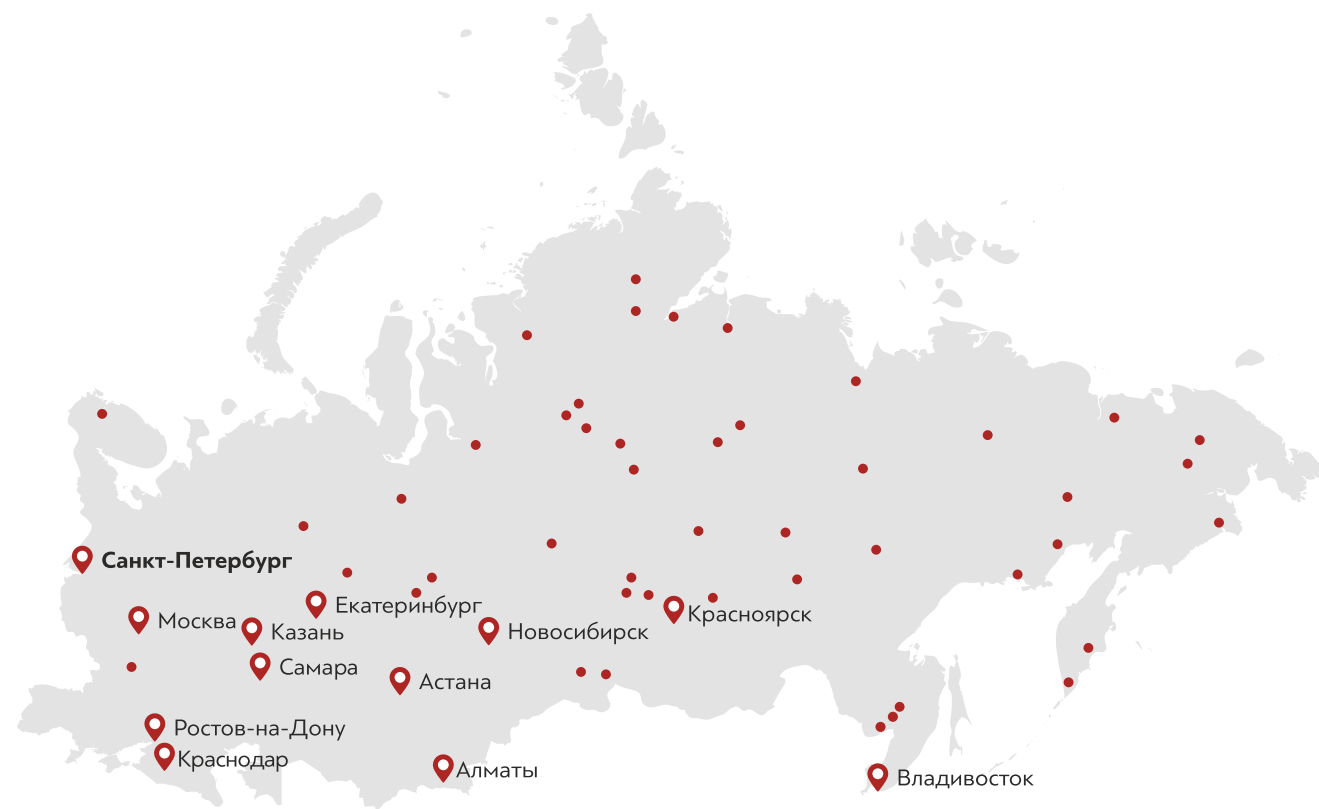 Санкт-Петербург
Екатеринбург
Красноярск
Москва
Казань
Новосибирск
Самара
Астана
Ростов-на-Дону
Краснодар
Алматы
Владивосток